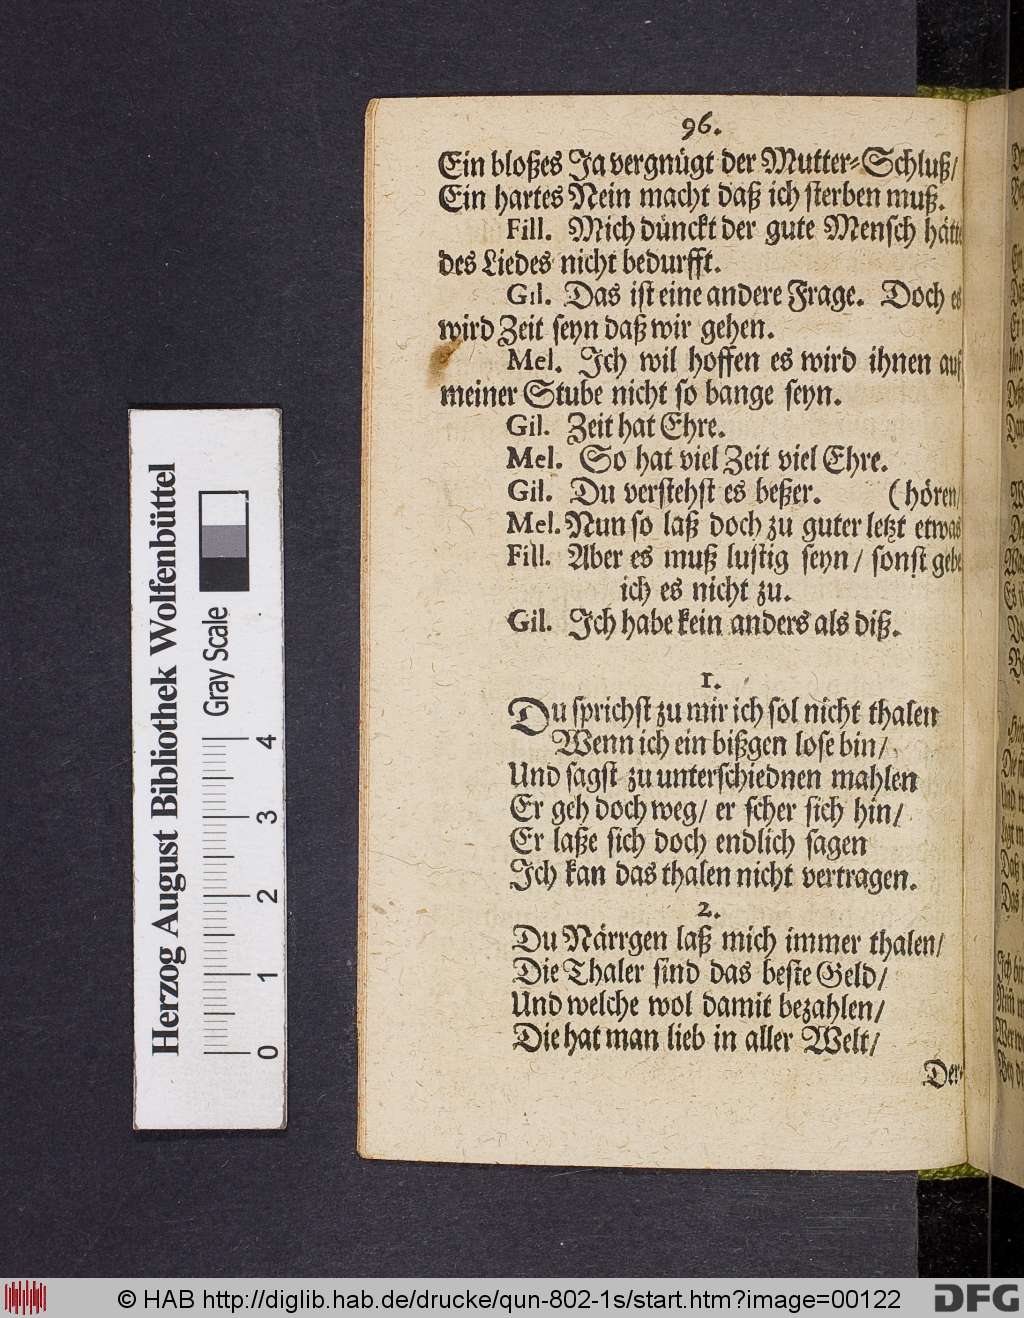 96.
Ein bloßes Ja vergnügt der Mutter-Schluß/
Ein hartes Nein macht daß ich sterben muß.
Fill. Mich dünckt der gute Mensch hätte
des Liedes nicht bedurfft.
Gil. Das ist eine andere Frage. Doch es
wird Zeit seyn daß wir gehen.
Mel. Ich wil hoffen es wird ihnen auf
meiner Stube nicht so bange seyn.
Gil. Zeit hat Ehre.
Mel. So hat viel Zeit viel Ehre.
Gil. Du verstehst es beßer. (hören/
Mel. Nun so laß doch zu guter letzt etwas
Fill. Aber es muß lustig seyn/ sonst gebe
ich es nicht zu.
Gil. Ich habe kein anders als diß.
1.
Du sprichst zu mir ich sol nicht thalen
Wenn ich ein bißgen lose bin/
Und sagst zu unterschiednen mahlen
Er geh doch weg/ er scher sich hin/
Er laße sich doch endlich sagen
Ich kan das thalen nicht vertragen.
2.
Du Närrgen laß mich immer thalen/
Die Thaler sind das beste Geld/
Und welche wol damit bezahlen/
Die hat man lieb in aller Welt/
Der-
Herzog August Bibliothek Wolfenbüttel
Gray Scale
0 1 2 3 4
© HAB http://diglib.hab.de/drucke/qun-802-1s/start.htm?image=00122
DFG